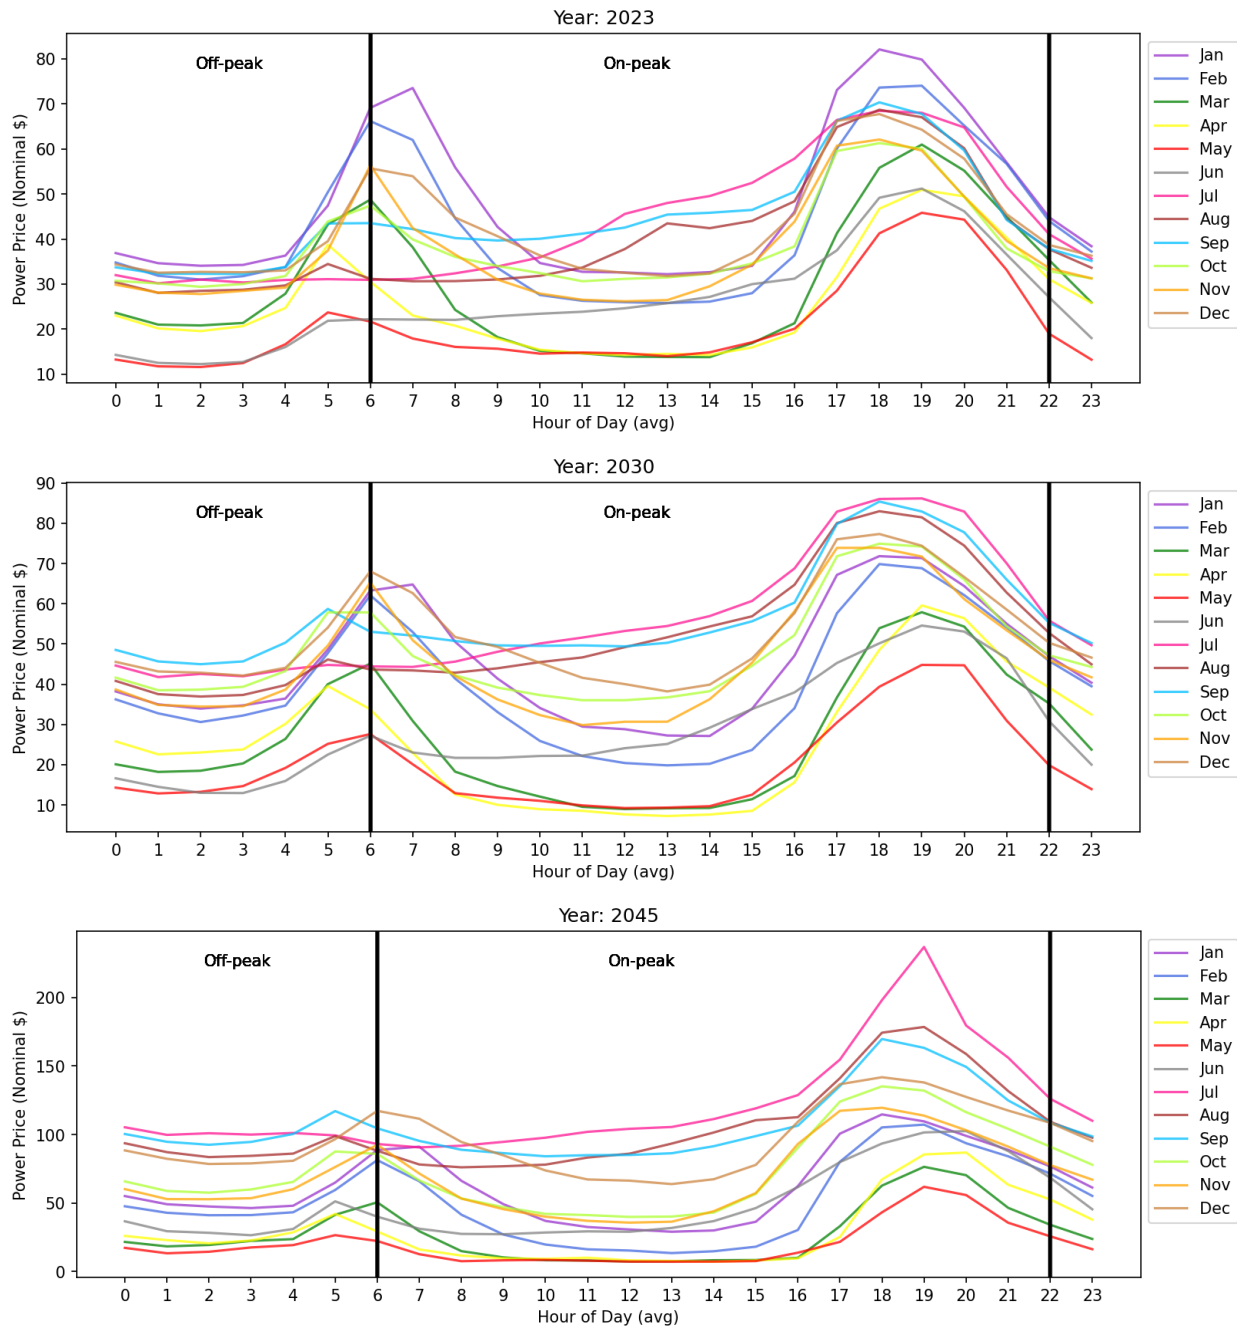 Year: 2023
Off-peak
On-peak
80
70
60
50
40
30
20
10
Power Price (Nominal $)
0 1 2 3 4 5 6 7 8 9 10 11 12 13 14 15 16 17 18 19 20 21 22 23
Hour of Day (avg)
Jan
Feb
Mar
Apr
May
Jun
Jul
Aug
Sep
Oct
Nov
Dec
Year: 2030
Off-peak
On-peak
90
80
70
60
50
40
30
20
10
Power Price (Nominal $)
0 1 2 3 4 5 6 7 8 9 10 11 12 13 14 15 16 17 18 19 20 21 22 23
Hour of Day (avg)
Jan
Feb
Mar
Apr
May
Jun
Jul
Aug
Sep
Oct
Nov
Dec
Year: 2045
Off-peak
On-peak
200
150
100
50
0
Power Price (Nominal $)
0 1 2 3 4 5 6 7 8 9 10 11 12 13 14 15 16 17 18 19 20 21 22 23
Hour of Day (avg)
Jan
Feb
Mar
Apr
May
Jun
Jul
Aug
Sep
Oct
Nov
Dec